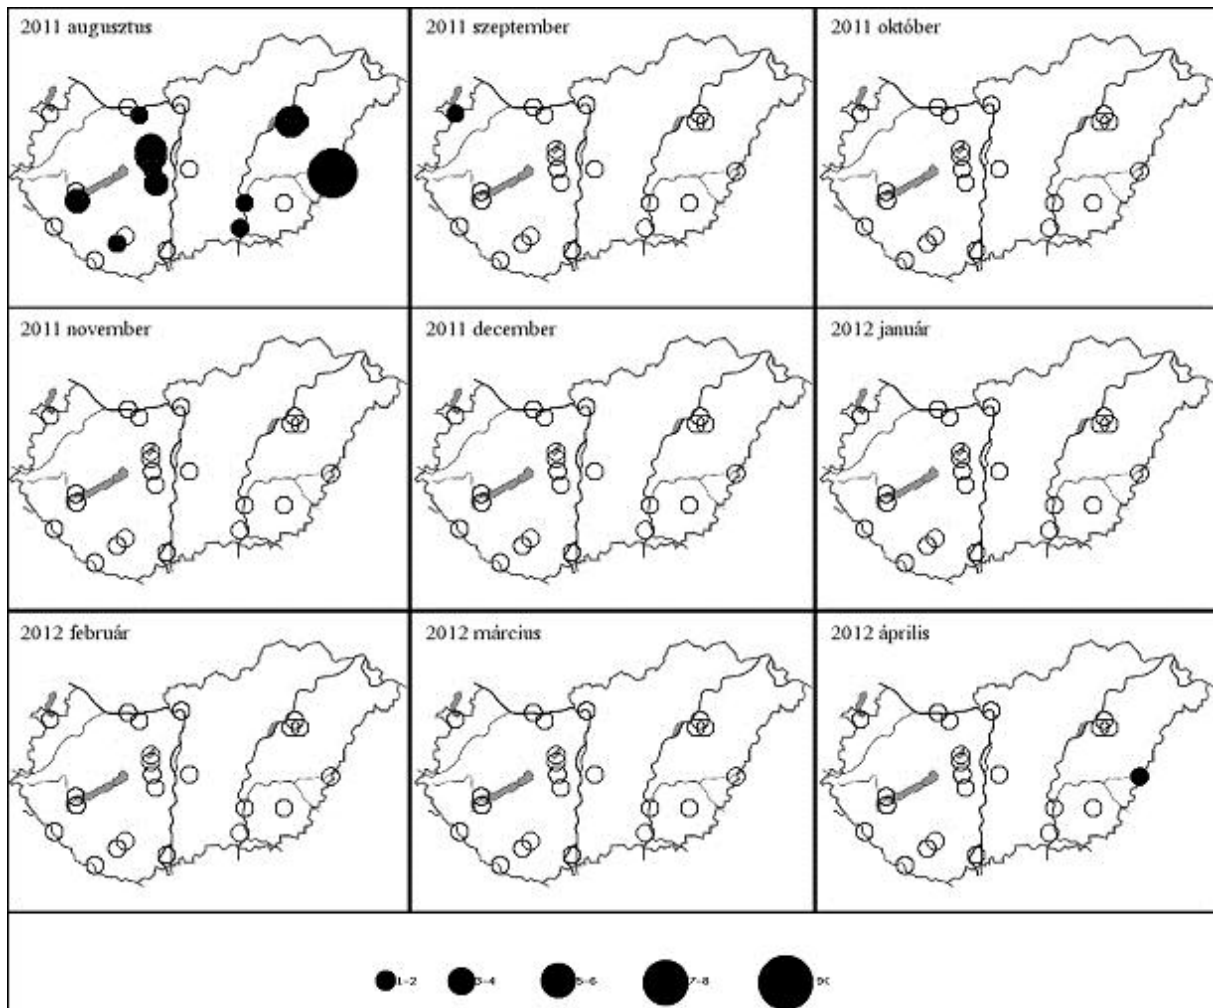 2011 augusztus
2011 szeptember
2011 október
2011 november
2011 december
2012 január
2012 február
2012 március
2012 április
1-2
3-4
5-6
7-8